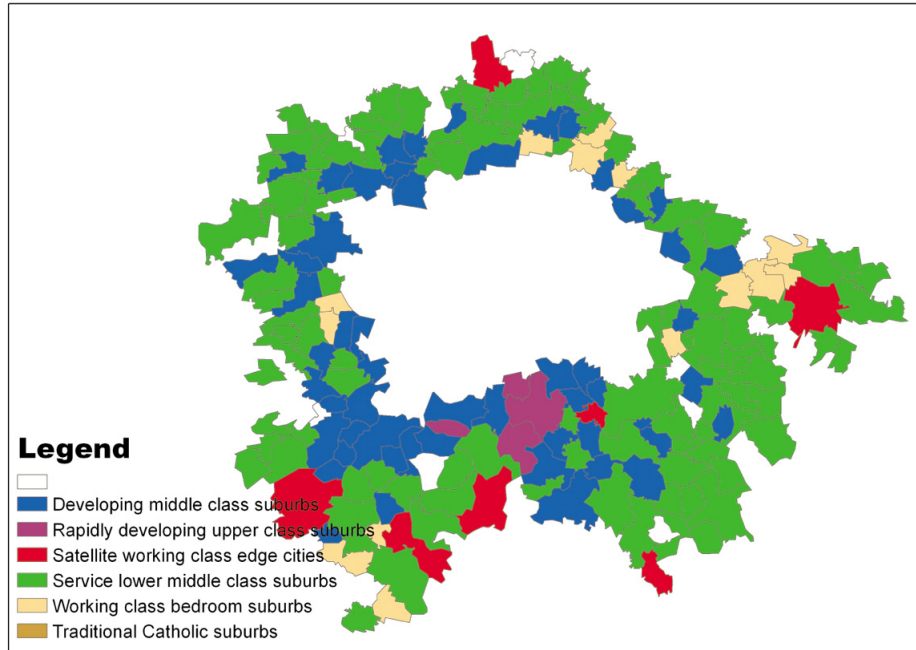 Legend
Developing middle class suburbs
Rapidly developing upper class suburbs
Satellite working class edge cities
Service lower middle class suburbs
Working class bedroom suburbs
Traditional Catholic suburbs